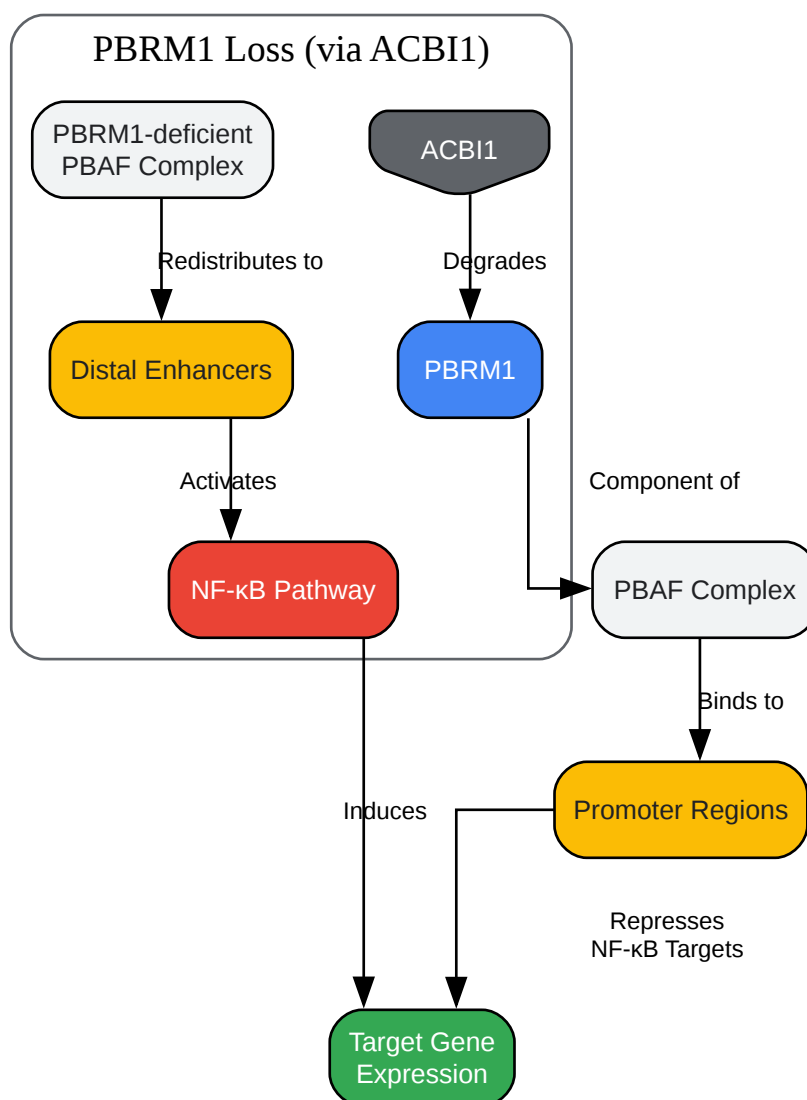 PBRM1 Loss (via ACBI1)
PBRM1-deficient
PBAF Complex
ACBI1
Redistributes to
Degrades
Distal Enhancers
PBRM1
Activates
Component of
NF-κB Pathway
PBAF Complex
Binds to
Induces
Promoter Regions
Represses
NF-κB Targets
Target Gene
Expression